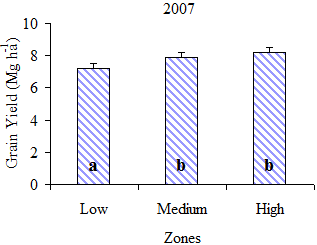 2007
Grain Yield (Mg ha-1)
10
8
6
4
2
0
a
b
b
Low
Medium
High
Zones